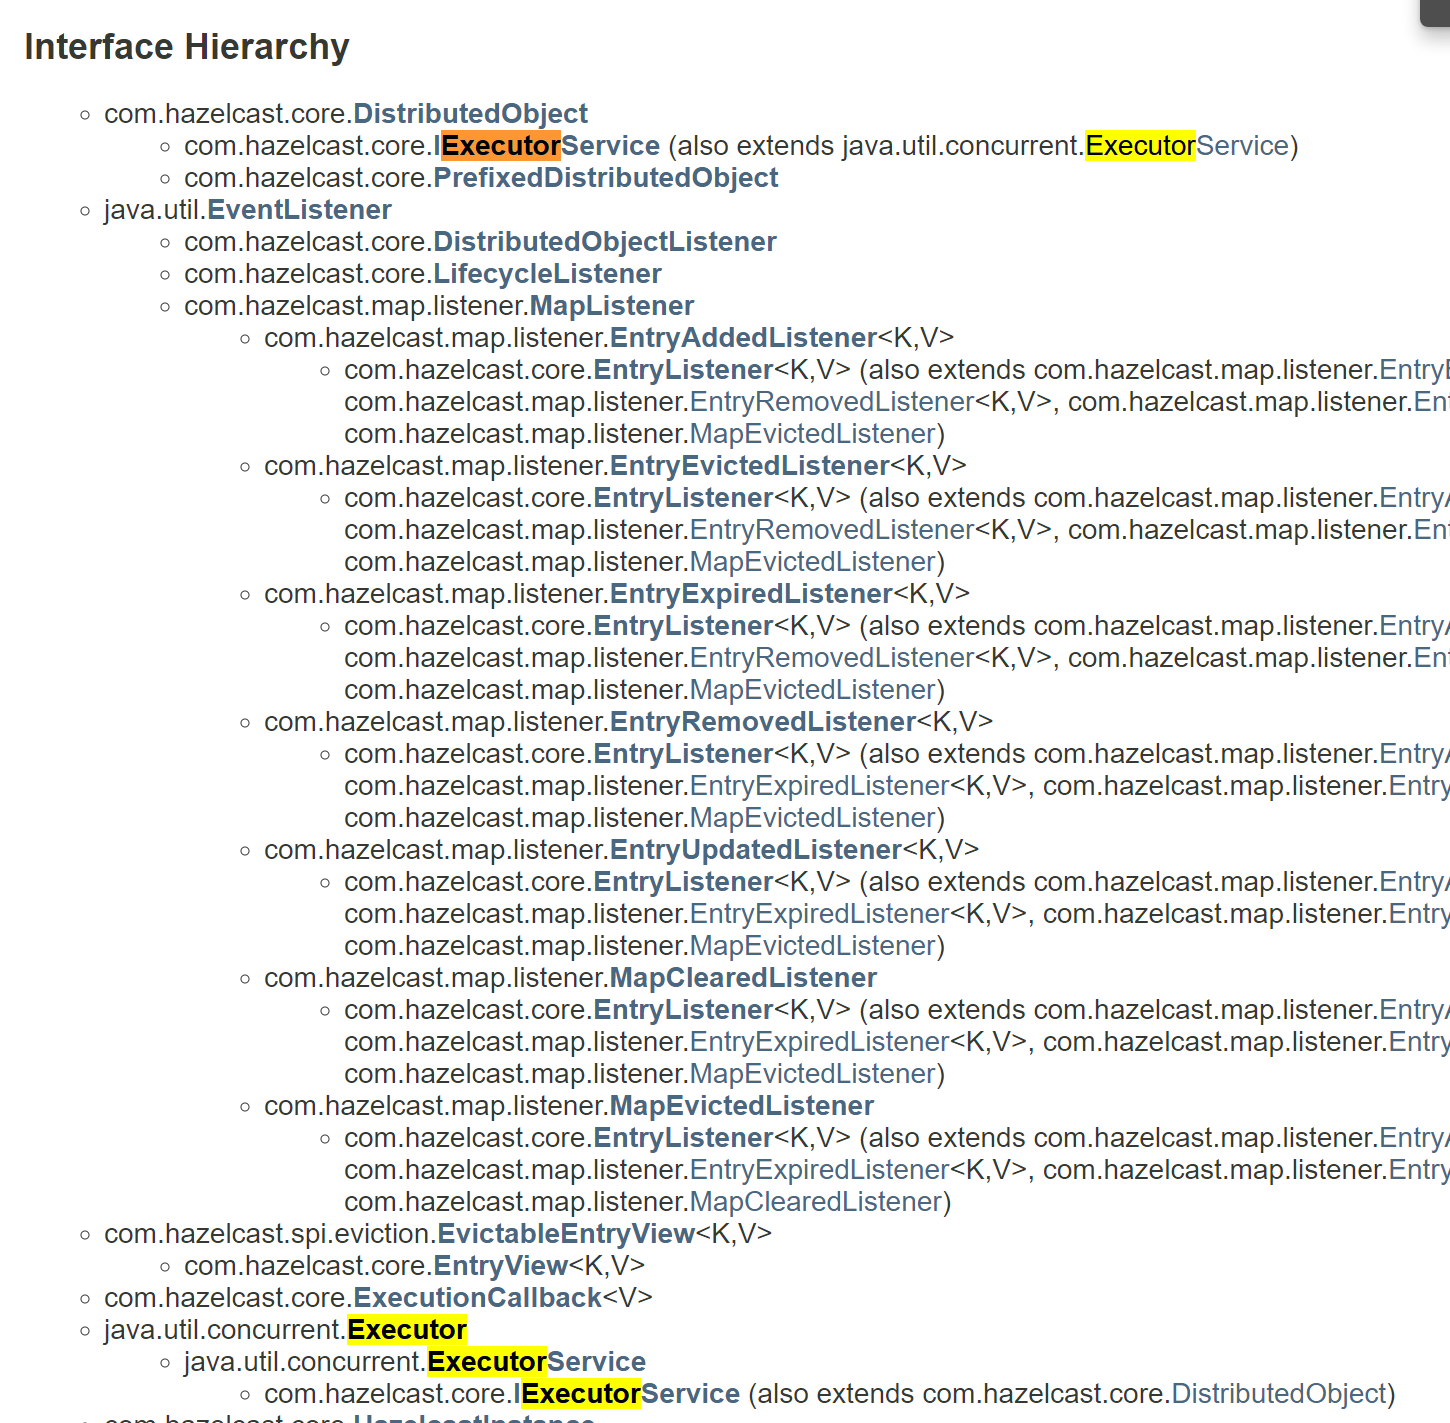 Interface Hierarchy
com.hazelcast.core.DistributedObject
com.hazelcast.core.IExecutorService (also extends java.util.concurrent.ExecutorService)
com.hazelcast.core.PrefixedDistributedObject
java.util.EventListener
com.hazelcast.core.DistributedObjectListener
com.hazelcast.core.LifecycleListener
com.hazelcast.map.listener.MapListener
com.hazelcast.map.listener.EntryAddedListener<K,V>
com.hazelcast.core.EntryListener<K,V> (also extends com.hazelcast.map.listener.Entry
com.hazelcast.map.listener.EntryRemovedListener<K,V>, com.hazelcast.map.listener.En
com.hazelcast.map.listener.MapEvictedListener)
com.hazelcast.map.listener.EntryEvictedListener<K,V>
com.hazelcast.core.EntryListener<K,V> (also extends com.hazelcast.map.listener.Entry
com.hazelcast.map.listener.EntryRemovedListener<K,V>, com.hazelcast.map.listener.En
com.hazelcast.map.listener.MapEvictedListener)
com.hazelcast.map.listener.EntryExpiredListener<K,V>
com.hazelcast.core.EntryListener<K,V> (also extends com.hazelcast.map.listener.Entry
com.hazelcast.map.listener.EntryRemovedListener<K,V>, com.hazelcast.map.listener.En
com.hazelcast.map.listener.MapEvictedListener)
com.hazelcast.map.listener.EntryRemovedListener<K,V>
com.hazelcast.core.EntryListener<K,V> (also extends com.hazelcast.map.listener.Entry
com.hazelcast.map.listener.EntryExpiredListener<K,V>, com.hazelcast.map.listener.Entry
com.hazelcast.map.listener.MapEvictedListener)
com.hazelcast.map.listener.EntryUpdatedListener<K,V>
com.hazelcast.core.EntryListener<K,V> (also extends com.hazelcast.map.listener.Entry
com.hazelcast.map.listener.EntryExpiredListener<K,V>, com.hazelcast.map.listener.Entry
com.hazelcast.map.listener.MapEvictedListener)
com.hazelcast.map.listener.MapClearedListener
com.hazelcast.core.EntryListener<K,V> (also extends com.hazelcast.map.listener.Entry
com.hazelcast.map.listener.EntryExpiredListener<K,V>, com.hazelcast.map.listener.Entry
com.hazelcast.map.listener.MapEvictedListener)
com.hazelcast.map.listener.MapEvictedListener
com.hazelcast.core.EntryListener<K,V> (also extends com.hazelcast.map.listener.Entry
com.hazelcast.map.listener.EntryExpiredListener<K,V>, com.hazelcast.map.listener.Entry
com.hazelcast.map.listener.MapClearedListener)
com.hazelcast.spi.eviction.EvictableEntryView<K,V>
com.hazelcast.core.EntryView<K,V>
com.hazelcast.core.ExecutionCallback<V>
java.util.concurrent.Executor
java.util.concurrent.ExecutorService
com.hazelcast.core.IExecutorService (also extends com.hazelcast.core.DistributedObject)
com.hazelcast.core.HazelcastInstance